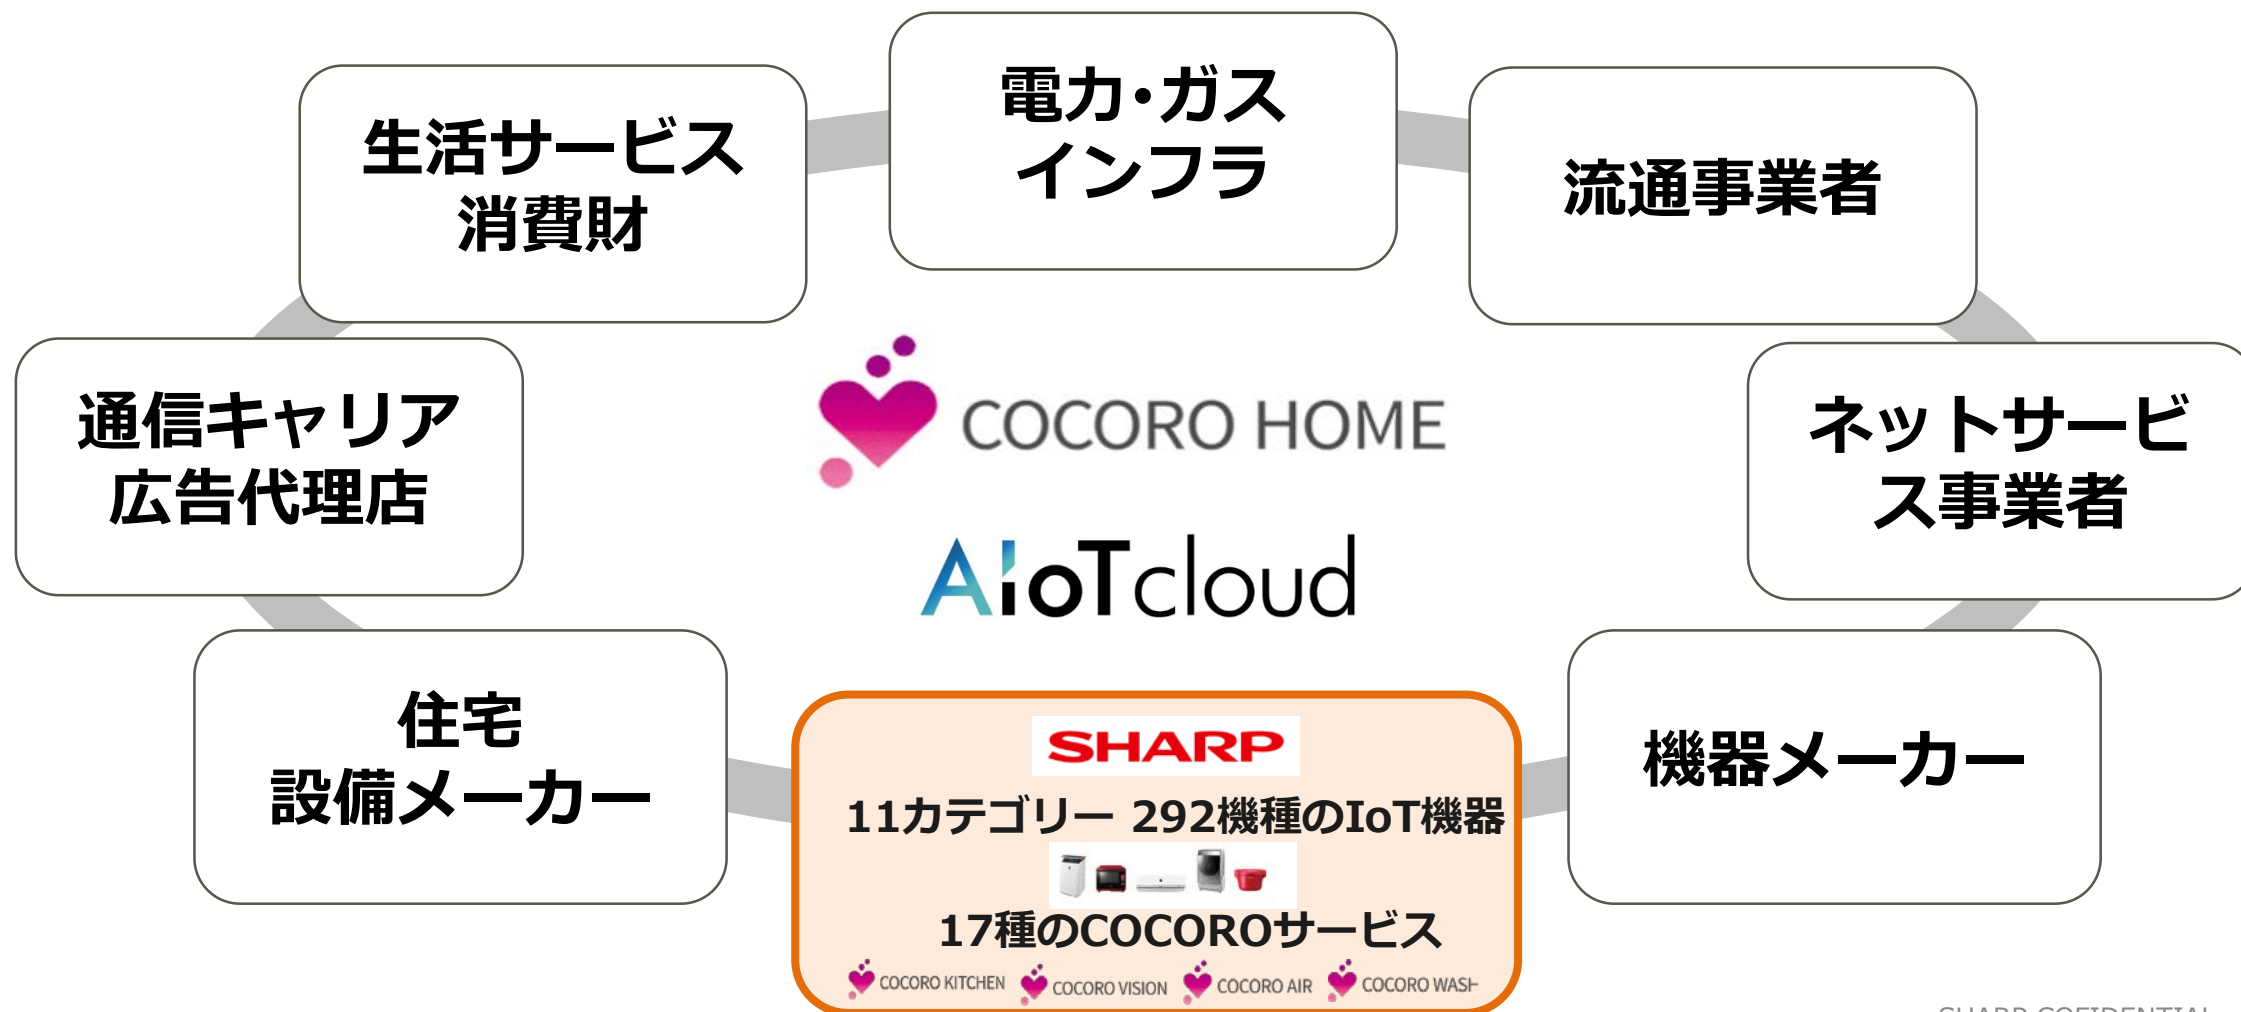 電力･ガス
インフラ
生活サービス
消費財
流通事業者
COCORO HOME
通信キャリア
広告代理店
ネットサービ
ス事業者
AIoTcloud
住宅
設備メーカー
機器メーカー
SHARP
11カテゴリー 292機種のIoT機器
17種のCOCOROサービス
COCORO KITCHEN
COCORO VISION
COCORO AIR
COCORO WASH
SHARP COFIDENTIAL